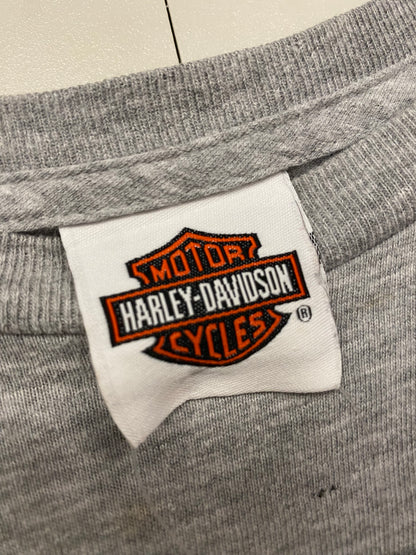 MOTOR
HARLEY-DAVIDSON
CYCLES
®